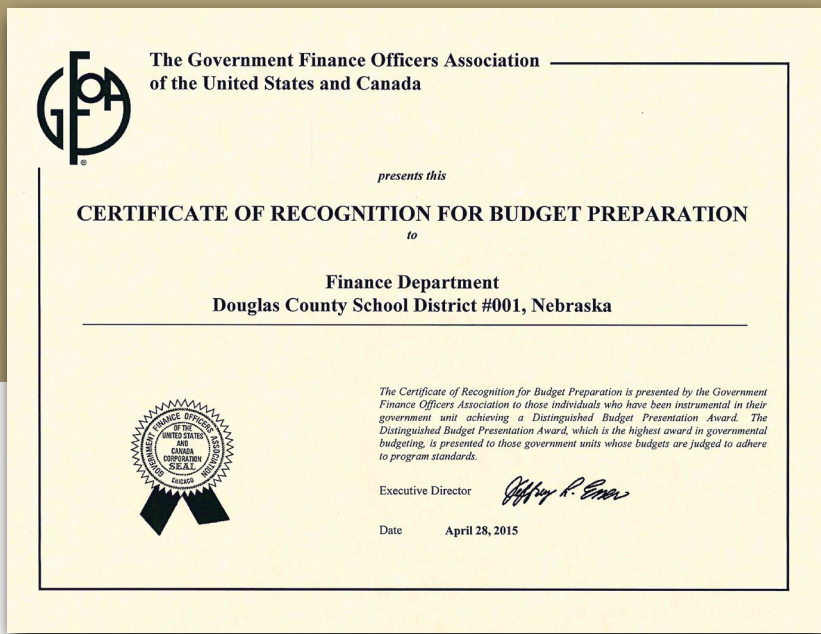 The Government Finance Officers Association
of the United States and Canada
GFOA
®
presents this
CERTIFICATE OF RECOGNITION FOR BUDGET PREPARATION
to
Finance Department
Douglas County School District #001, Nebraska
The Certificate of Recognition for Budget Preparation is presented by the Government
Finance Officers Association to those individuals who have been instrumental in their
government unit achieving a Distinguished Budget Presentation Award. The
Distinguished Budget Presentation Award, which is the highest award in governmental
budgeting, is presented to those government units whose budgets are judged to adhere
to program standards.
GOVERNMENT FINANCE OFFICERS ASSOCIATION
OF THE
UNITED STATES
AND
CANADA
CORPORATION
SEAL
CHICAGO
Executive Director Jeffrey R. Ener
Date April 28, 2015